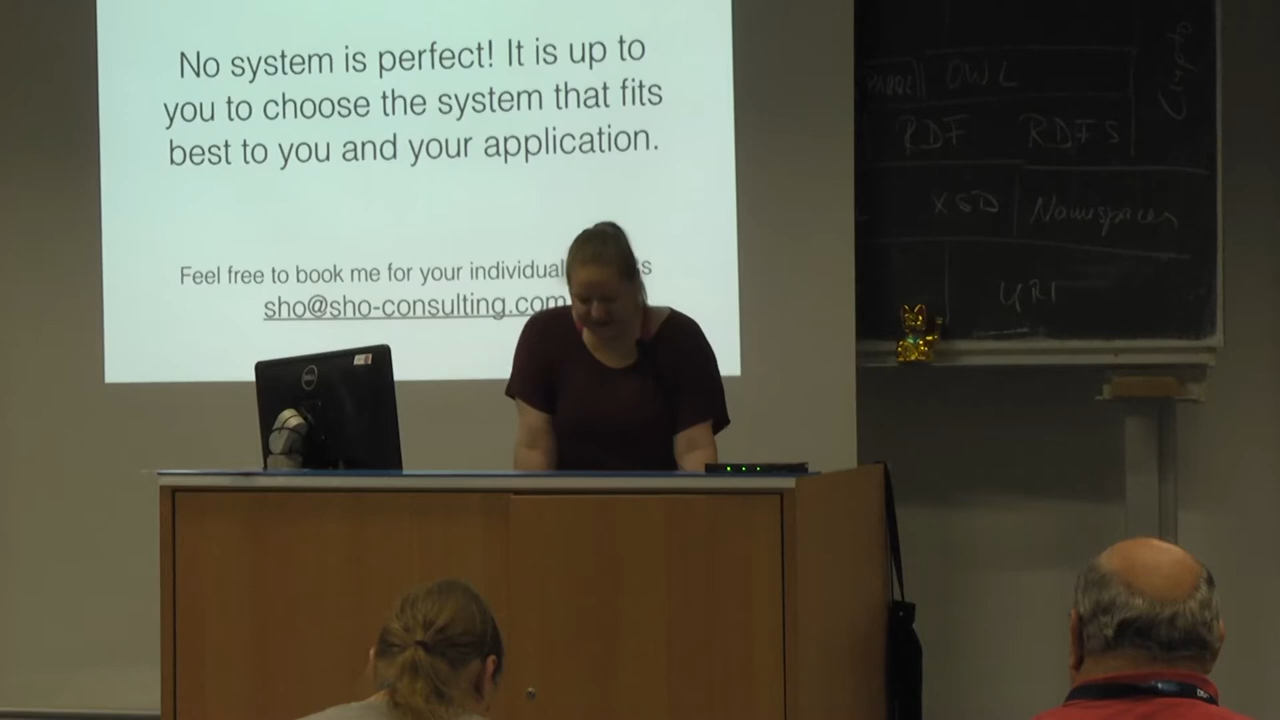 No system is perfect! It is up to
you to choose the system that fits
best to you and your application.
Feel free to book me for your individual
sho@sho-consulting.com
OWL
RDF RDFS
XSD Namespaces
URI
Crypto
DELL